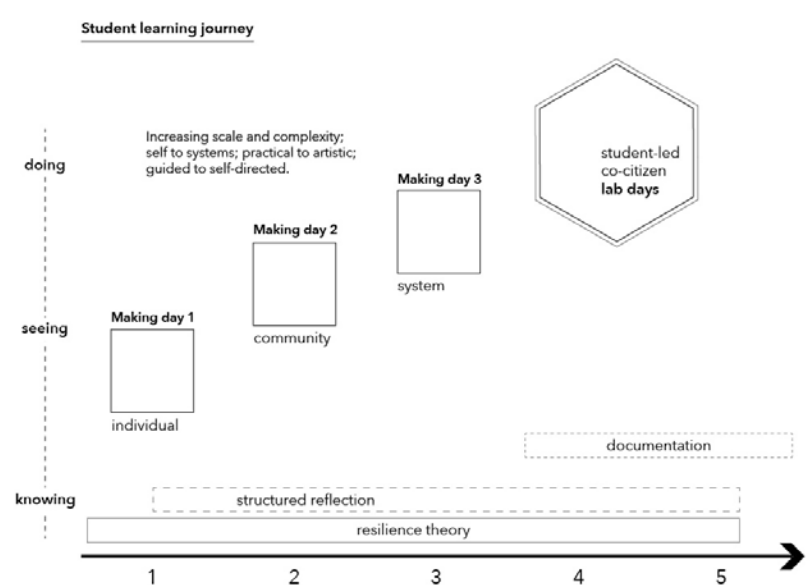 Student learning journey
Increasing scale and complexity;
self to systems; practical to artistic;
guided to self-directed.
doing
seeing
knowing
Making day 1
individual
Making day 2
community
Making day 3
system
student-led
co-citizen
lab days
documentation
structured reflection
resilience theory
1 2 3 4 5